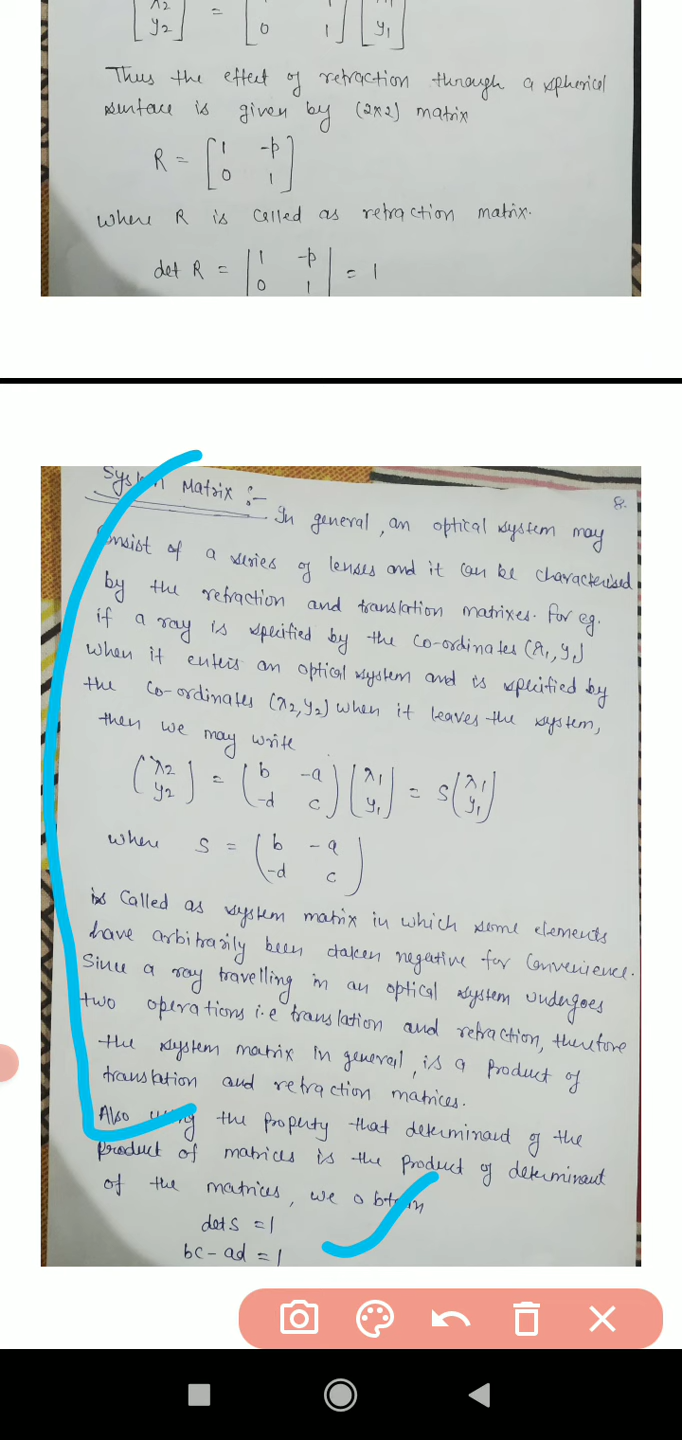 [λ2 y2] = [0 1] [y1]
Thus the effect of refraction through a spherical
surface is given by (2x2) matrix
R = [1 -p 0 1]
where R is called as refraction matrix.
det R = |1 -p 0 1| = 1
8.
System Matrix :-
In general, an optical system may
consist of a series of lenses and it can be characterised
by the refraction and translation matrixes. For eg.
if a ray is specified by the co-ordinates (λ1, y1)
when it enters an optical system and is specified by
the co-ordinates (λ2, y2) when it leaves the system,
then we may write
(λ2 y2) = (b -a -d c) (λ1 y1) = S (λ1 y1)
where S = (b -a -d c)
is called as system matrix in which some elements
have arbitrarily been taken negative for convenience.
Since a ray travelling in an optical system undergoes
two operations i.e translation and refraction, therefore
the system matrix in general, is a product of
translation and refraction matrices.
Also using the property that determinant of the
product of matrices is the product of determinant
of the matrices, we obtain
det S = 1
bc - ad = 1